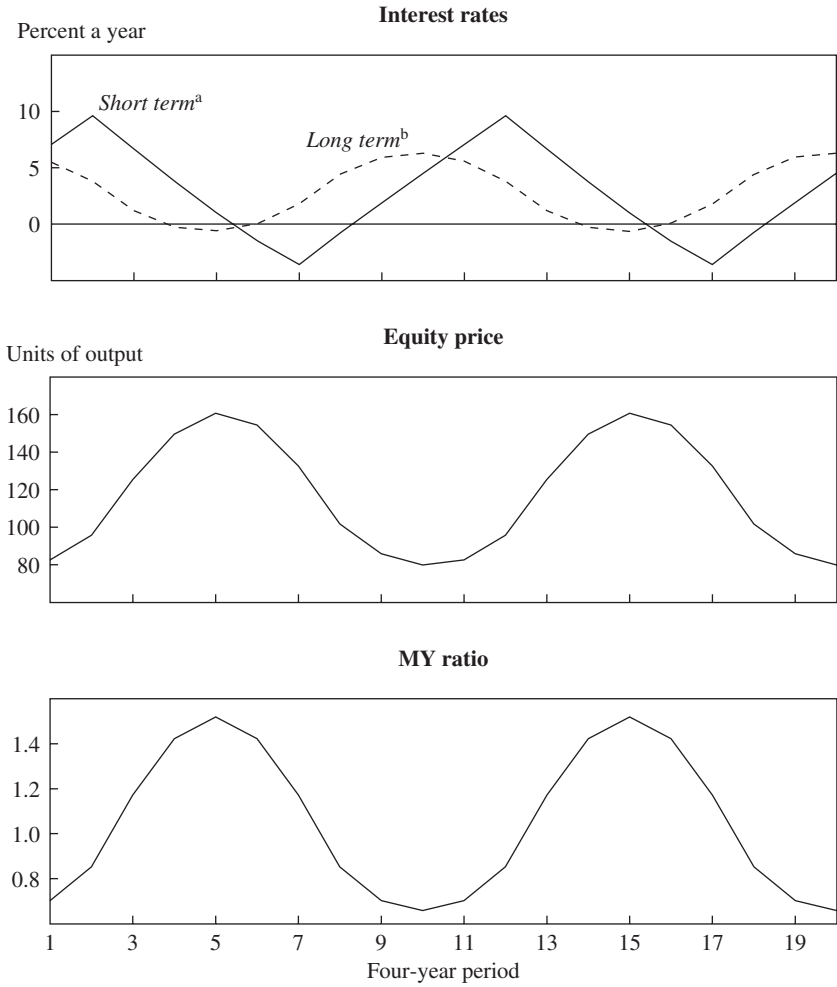 Interest rates
Percent a year
Short term^a
Long term^b
10
5
0
Equity price
Units of output
160
140
120
100
80
MY ratio
1.4
1.2
1.0
0.8
1 3 5 7 9 11 13 15 17 19
Four-year period